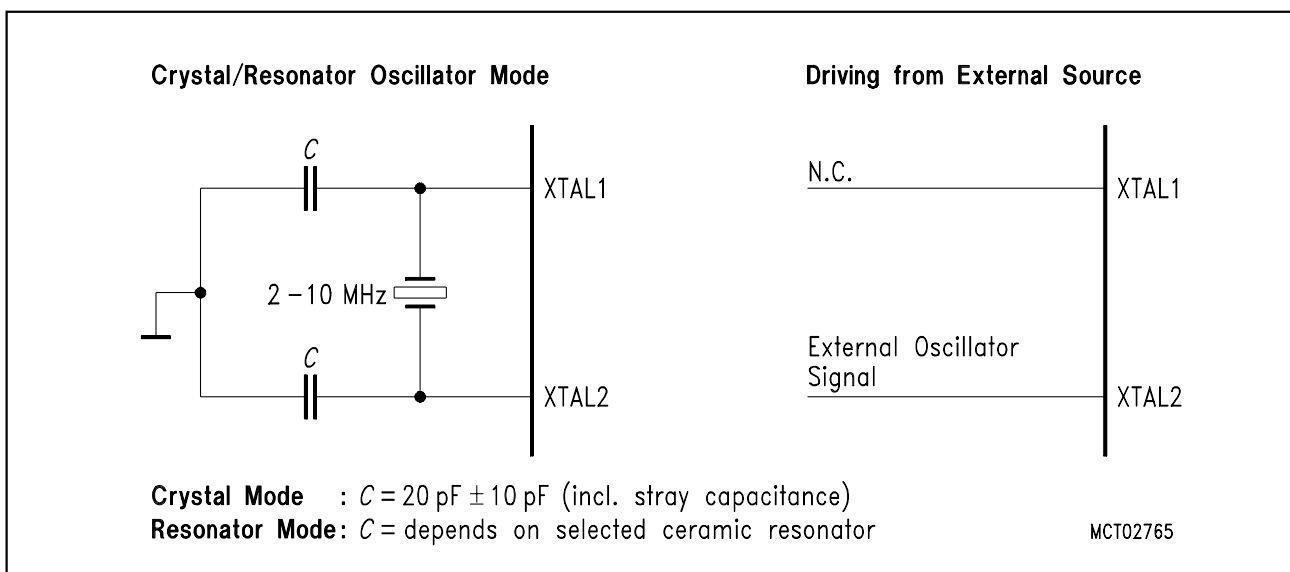 Crystal/Resonator Oscillator Mode
Driving from External Source
C
XTAL1
N.C.
XTAL1
2 – 10 MHz
C
XTAL2
External Oscillator
Signal
XTAL2
Crystal Mode : C = 20 pF ± 10 pF (incl. stray capacitance)
Resonator Mode: C = depends on selected ceramic resonator
MCT02765